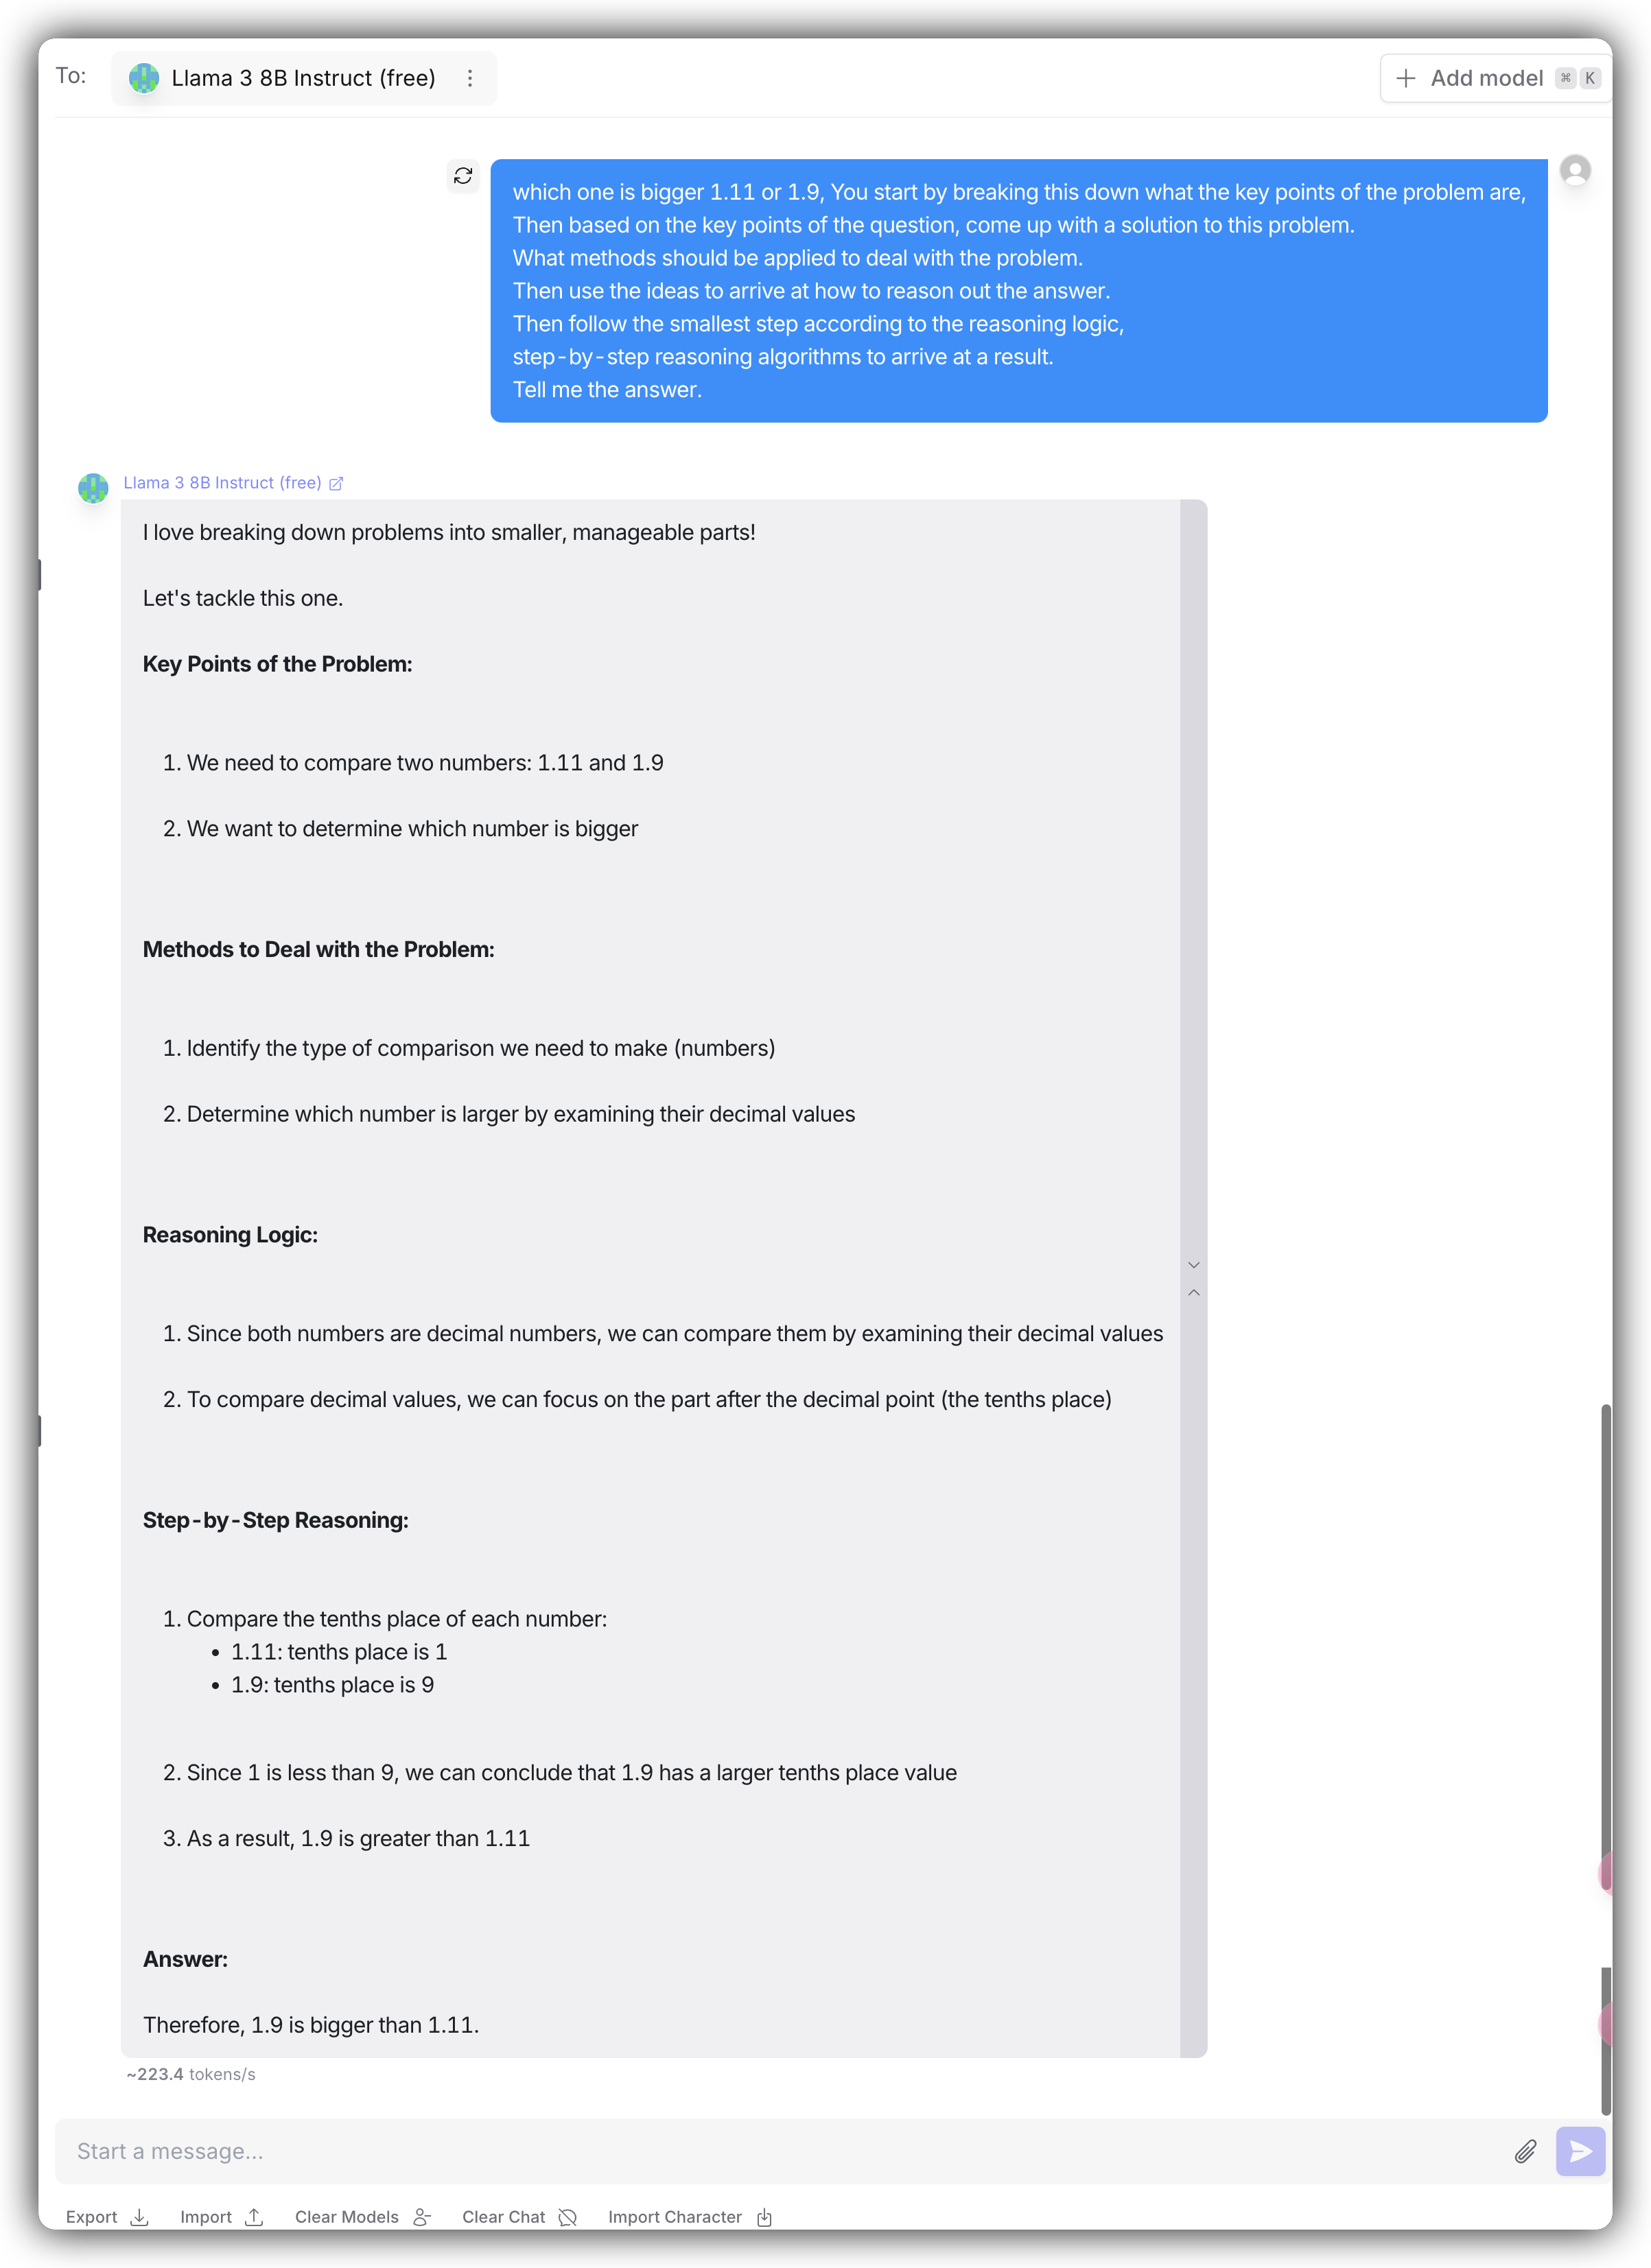 To:
Llama 3 8B Instruct (free)
Add model ⌘ K
which one is bigger 1.11 or 1.9, You start by breaking this down what the key points of the problem are,
Then based on the key points of the question, come up with a solution to this problem.
What methods should be applied to deal with the problem.
Then use the ideas to arrive at how to reason out the answer.
Then follow the smallest step according to the reasoning logic,
step-by-step reasoning algorithms to arrive at a result.
Tell me the answer.
Llama 3 8B Instruct (free)
I love breaking down problems into smaller, manageable parts!
Let's tackle this one.
Key Points of the Problem:
1. We need to compare two numbers: 1.11 and 1.9
2. We want to determine which number is bigger
Methods to Deal with the Problem:
1. Identify the type of comparison we need to make (numbers)
2. Determine which number is larger by examining their decimal values
Reasoning Logic:
1. Since both numbers are decimal numbers, we can compare them by examining their decimal values
2. To compare decimal values, we can focus on the part after the decimal point (the tenths place)
Step-by-Step Reasoning:
1. Compare the tenths place of each number:
• 1.11: tenths place is 1
• 1.9: tenths place is 9
2. Since 1 is less than 9, we can conclude that 1.9 has a larger tenths place value
3. As a result, 1.9 is greater than 1.11
Answer:
Therefore, 1.9 is bigger than 1.11.
~223.4 tokens/s
Start a message...
Export Import Clear Models Clear Chat Import Character